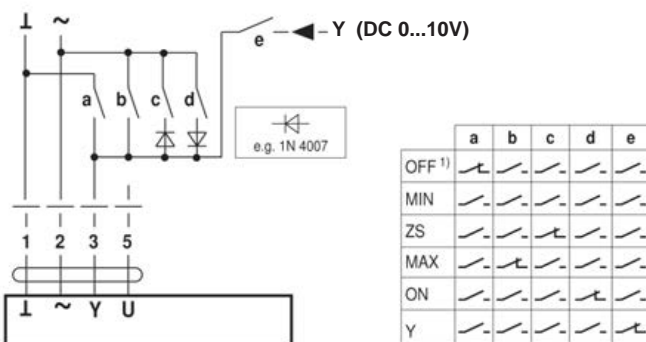 ⊥ ~
e Y (DC 0...10V)
a b c d
e.g. 1N 4007
1 2 3 5
⊥ ~ Y U
a b c d e
OFF 1)
MIN
ZS
MAX
ON
Y